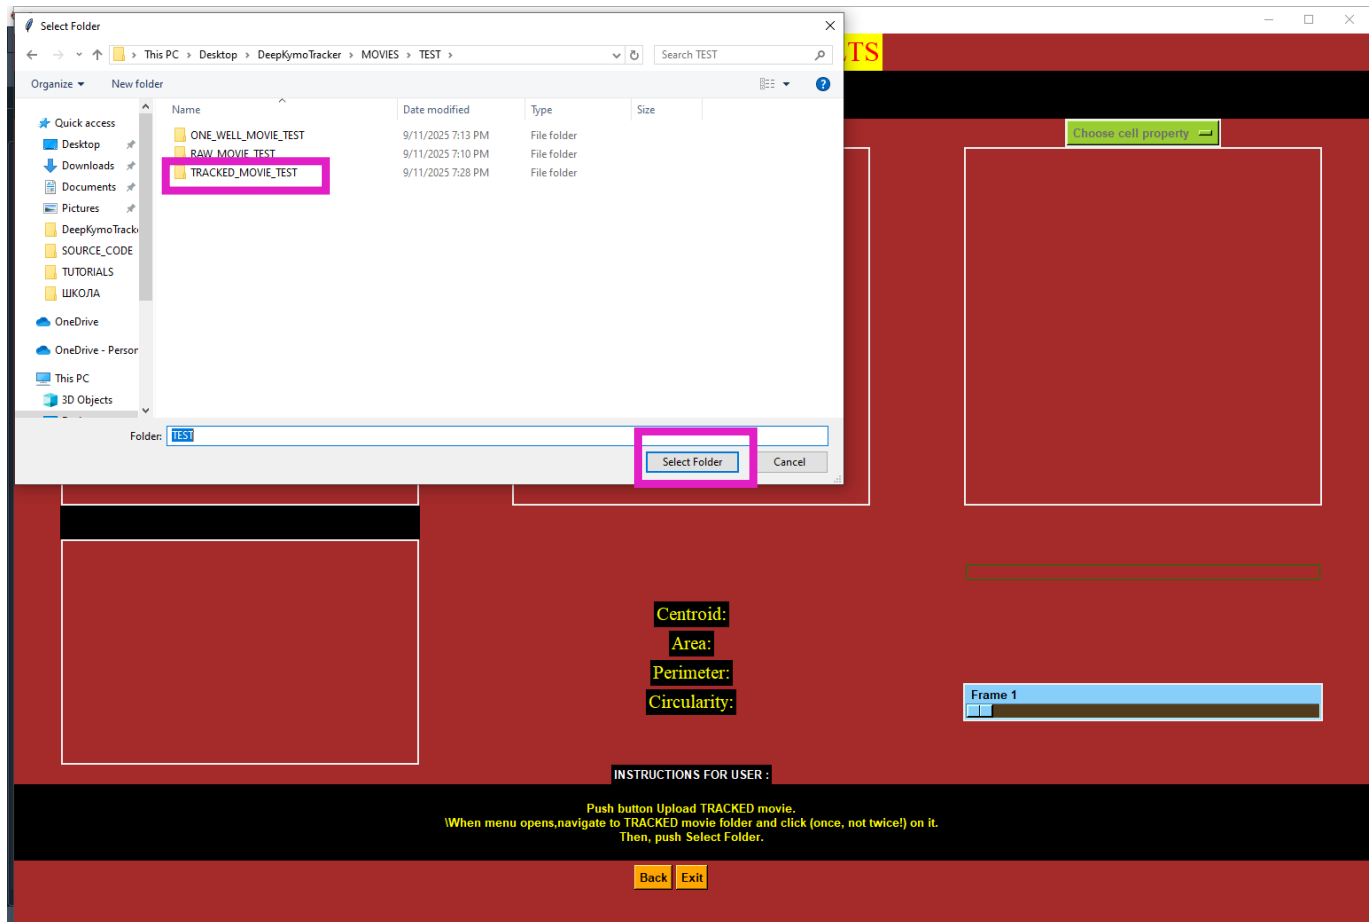 Select Folder
This PC > Desktop > DeepKymoTracker > MOVIES > TEST >
Search TEST
TS
Organize
New folder
Name
Date modified
Type
Size
Quick access
Desktop
Downloads
Documents
Pictures
DeepKymoTrack
SOURCE_CODE
TUTORIALS
ШКОЛА
OneDrive
OneDrive - Person
This PC
3D Objects
ONE_WELL_MOVIE_TEST 9/11/2025 7:13 PM File folder
RAW_MOVIE_TEST 9/11/2025 7:10 PM File folder
TRACKED_MOVIE_TEST 9/11/2025 7:28 PM File folder
Choose cell property
Folder: TEST
Select Folder
Cancel
Centroid:
Area:
Perimeter:
Circularity:
Frame 1
INSTRUCTIONS FOR USER :
Push button Upload TRACKED movie.
\When menu opens,navigate to TRACKED movie folder and click (once, not twice!) on it.
Then, push Select Folder.
Back
Exit